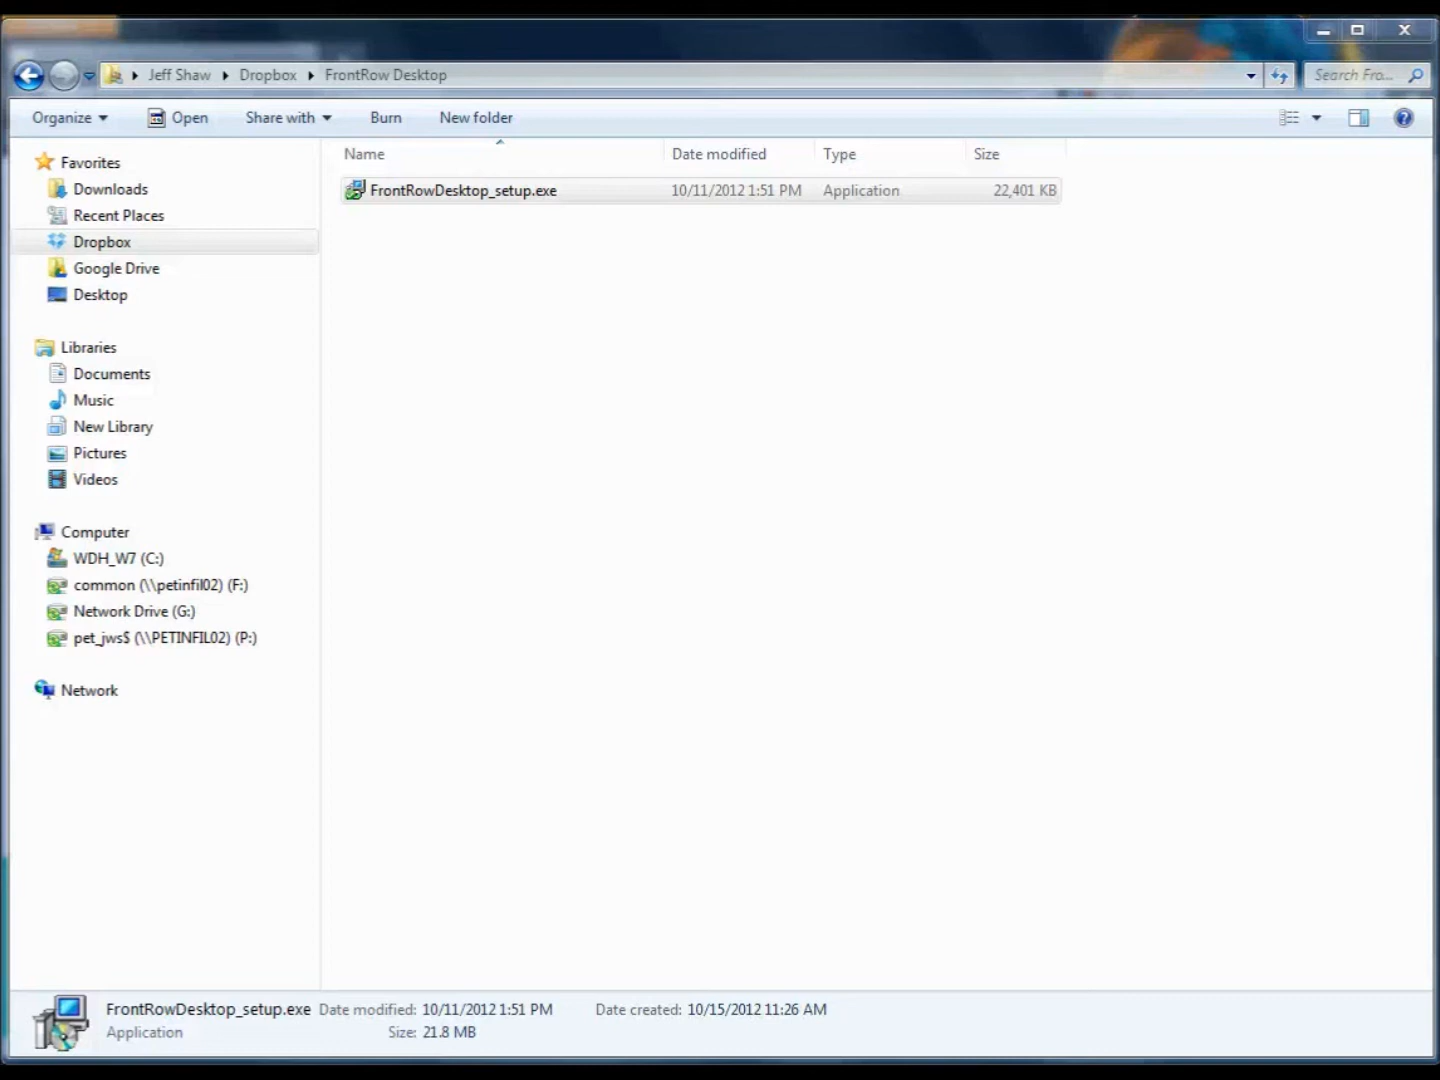 Jeff Shaw Dropbox FrontRow Desktop
Search Fro...
Organize Open Share with Burn New folder
Name Date modified Type Size
FrontRowDesktop_setup.exe 10/11/2012 1:51 PM Application 22,401 KB
Favorites
Downloads
Recent Places
Dropbox
Google Drive
Desktop
Libraries
Documents
Music
New Library
Pictures
Videos
Computer
WDH_W7 (C:)
common (\\petinfil02) (F:)
Network Drive (G:)
pet_jws$ (\\PETINFIL02) (P:)
Network
FrontRowDesktop_setup.exe Date modified: 10/11/2012 1:51 PM Date created: 10/15/2012 11:26 AM
Application Size: 21.8 MB